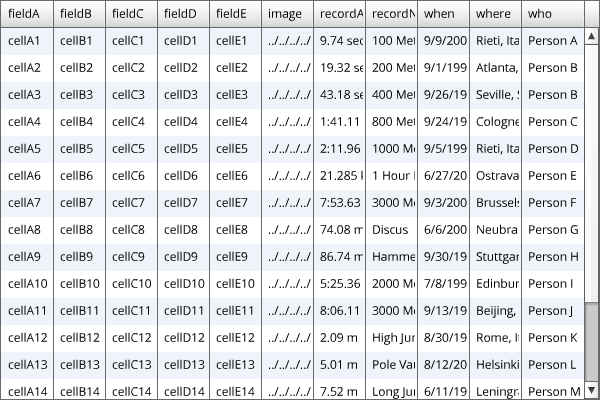 fieldA fieldB fieldC fieldD fieldE image recordA recordN when where who
cellA1 cellB1 cellC1 cellD1 cellE1 ../../../../ 9.74 sec 100 Met 9/9/200 Rieti, Ita Person A
cellA2 cellB2 cellC2 cellD2 cellE2 ../../../../ 19.32 se 200 Met 9/1/199 Atlanta, Person B
cellA3 cellB3 cellC3 cellD3 cellE3 ../../../../ 43.18 se 400 Met 9/26/19 Seville, Person B
cellA4 cellB4 cellC4 cellD4 cellE4 ../../../../ 1:41.11 800 Met 9/24/19 Cologne Person C
cellA5 cellB5 cellC5 cellD5 cellE5 ../../../../ 2:11.96 1000 Me 9/5/199 Rieti, Ita Person D
cellA6 cellB6 cellC6 cellD6 cellE6 ../../../../ 21.285 1 Hour 6/27/20 Ostrava Person E
cellA7 cellB7 cellC7 cellD7 cellE7 ../../../../ 7:53.63 3000 Me 9/3/200 Brussels Person F
cellA8 cellB8 cellC8 cellD8 cellE8 ../../../../ 74.08 m Discus 6/6/200 Neubra Person G
cellA9 cellB9 cellC9 cellD9 cellE9 ../../../../ 86.74 m Hamme 9/30/19 Stuttgar Person H
cellA10 cellB10 cellC10 cellD10 cellE10 ../../../../ 5:25.36 2000 Me 7/8/199 Edinbur Person I
cellA11 cellB11 cellC11 cellD11 cellE11 ../../../../ 8:06.11 3000 Me 9/13/19 Beijing, Person J
cellA12 cellB12 cellC12 cellD12 cellE12 ../../../../ 2.09 m High Jur 8/30/19 Rome, It Person K
cellA13 cellB13 cellC13 cellD13 cellE13 ../../../../ 5.01 m Pole Va 8/12/20 Helsinki Person L
cellA14 cellB14 cellC14 cellD14 cellE14 ../../../../ 7.52 m Long Jur 6/11/19 Leningr Person M